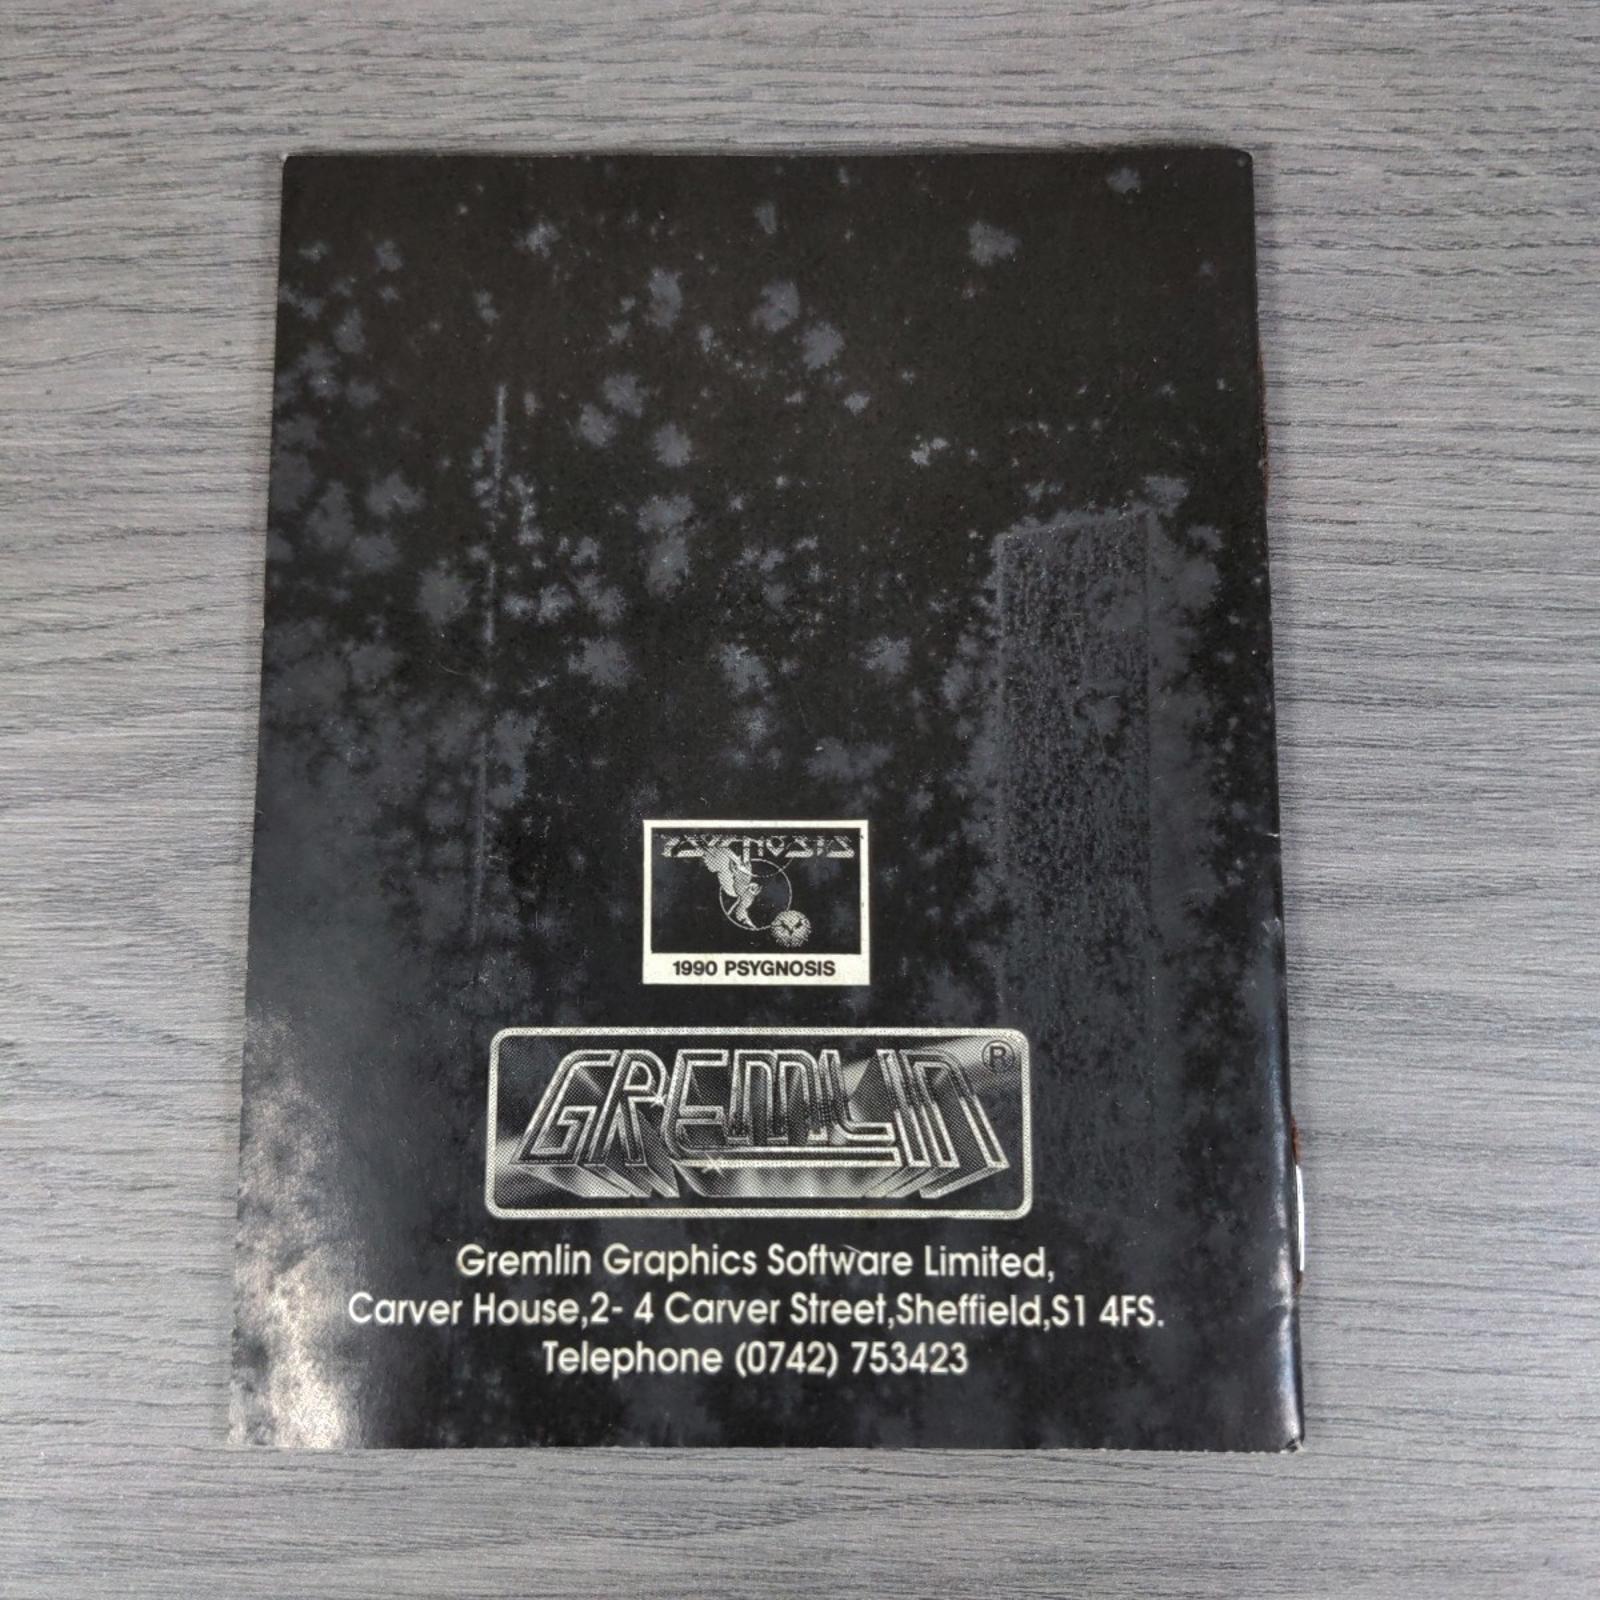 PSYGNOSIS
1990 PSYGNOSIS
GREMLIN ®
Gremlin Graphics Software Limited,
Carver House,2- 4 Carver Street,Sheffield,S1 4FS.
Telephone (0742) 753423